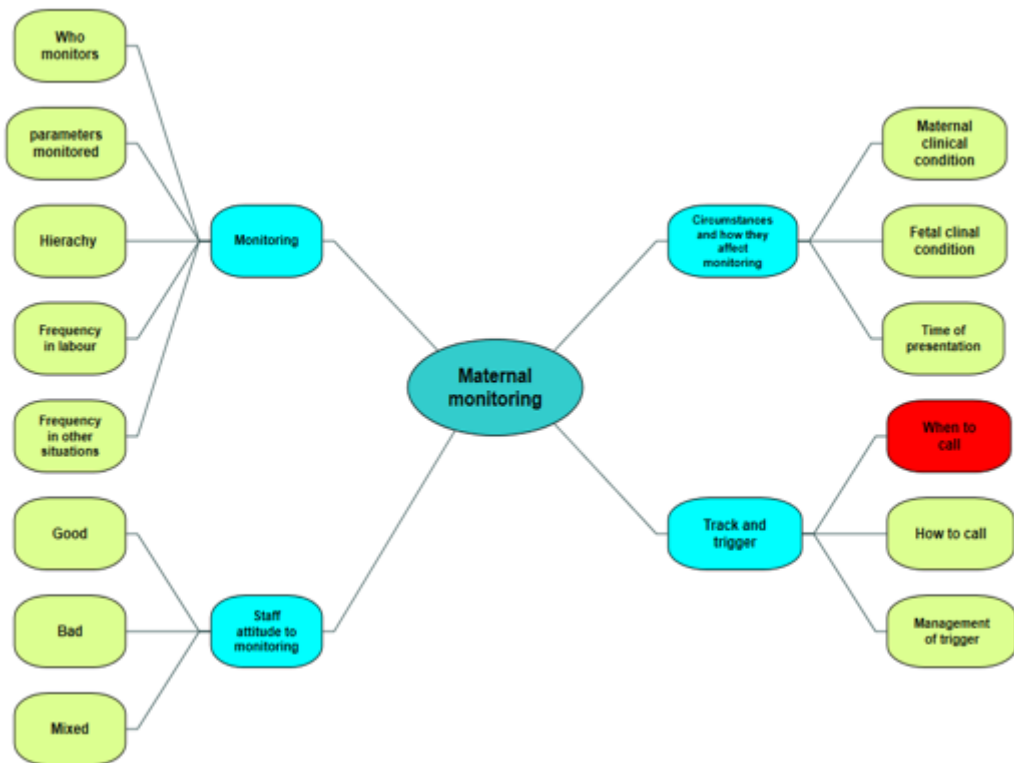 Who
monitors
parameters
monitored
Hierachy
Frequency
in labour
Frequency
in other
situations
Monitoring
Good
Bad
Mixed
Staff
attitude to
monitoring
Maternal
monitoring
Circumstances
and how they
affect
monitoring
Maternal
clinical
condition
Fetal clinal
condition
Time of
presentation
Track and
trigger
When to
call
How to call
Management
of trigger